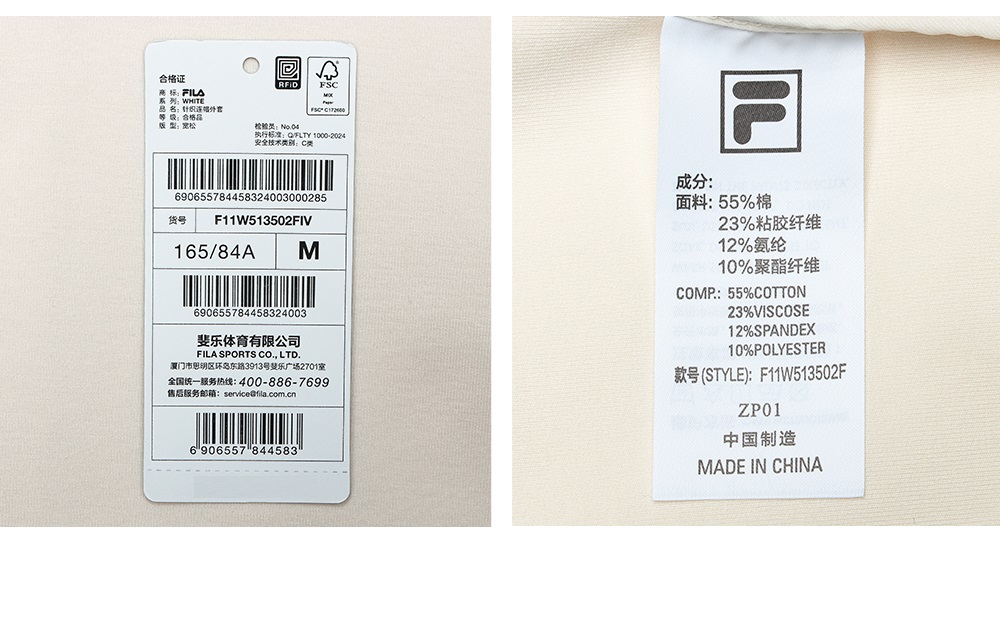 合格证
商 标: FILA
系 列: WHITE
品 名: 针织连帽外套
等 级: 合格品
版 型: 宽松
RFID
FSC
MIX
Paper
FSC® C172660
检验员: No.04
执行标准: Q/FLTY 1000-2024
安全技术类别: C类
690655784458324003000285
货号 F11W513502FIV
165/84A M
690655784458324003
斐乐体育有限公司
FILA SPORTS CO., LTD.
厦门市思明区环岛东路3913号斐乐广场2701室
全国统一服务热线: 400-886-7699
售后服务邮箱: service@fila.com.cn
6 906557 844583
F
成分:
面料: 55%棉
23%粘胶纤维
12%氨纶
10%聚酯纤维
COMP.: 55%COTTON
23%VISCOSE
12%SPANDEX
10%POLYESTER
款号(STYLE): F11W513502F
ZP01
中国制造
MADE IN CHINA